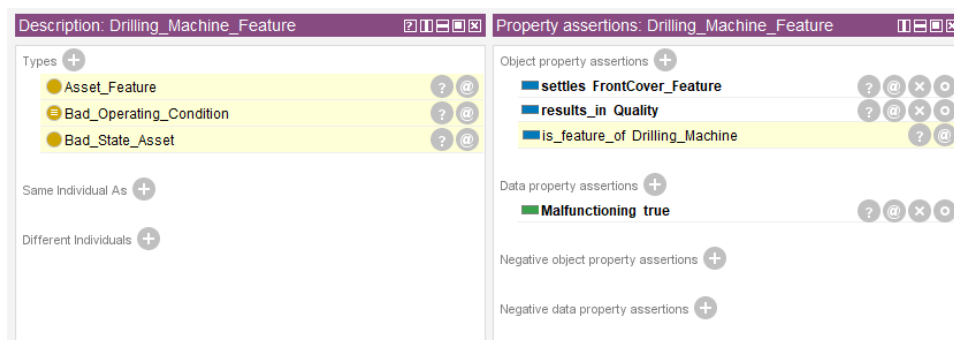 Description: Drilling_Machine_Feature
Types
Asset_Feature
Bad_Operating_Condition
Bad_State_Asset
Same Individual As
Different Individuals
Property assertions: Drilling_Machine_Feature
Object property assertions
settles FrontCover_Feature
results_in Quality
is_feature_of Drilling_Machine
Data property assertions
Malfunctioning true
Negative object property assertions
Negative data property assertions